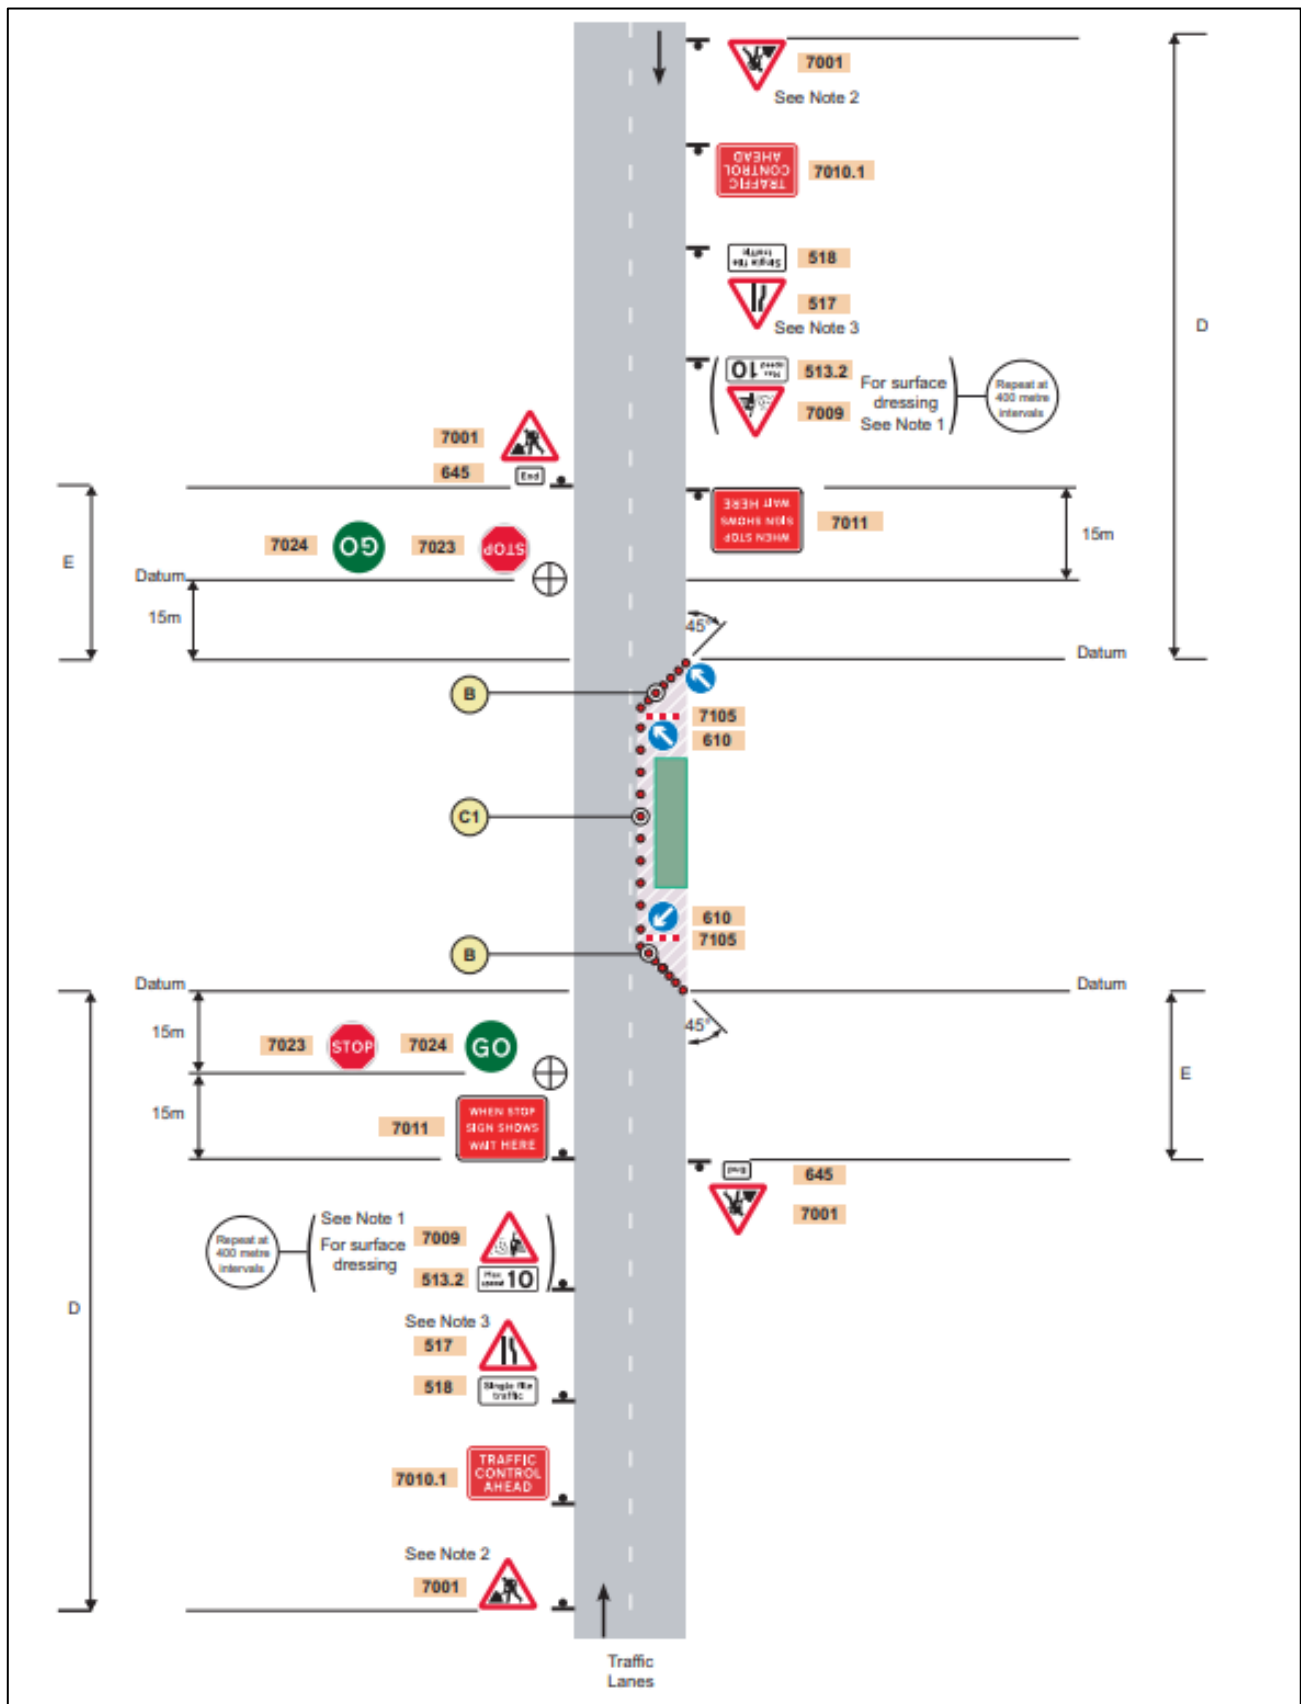 7001
See Note 2
TRAFFIC
CONTROL
AHEAD
7010.1
Single file
traffic
518
517
See Note 3
D
Max
speed 10
513.2
7009
For surface
dressing
See Note 1
Repeat at
400 metre
intervals
7001
645
End
WHEN STOP
SIGN SHOWS
WAIT HERE
7011
15m
E
7024
GO
7023
STOP
Datum
15m
45°
Datum
B
7105
610
C1
610
7105
B
Datum
Datum
15m
45°
7023
STOP
7024
GO
E
15m
7011
WHEN STOP
SIGN SHOWS
WAIT HERE
End
645
7001
Repeat at
400 metre
intervals
See Note 1
For surface
dressing
7009
513.2
Max
speed 10
D
See Note 3
517
518
Single file
traffic
7010.1
TRAFFIC
CONTROL
AHEAD
See Note 2
7001
Traffic
Lanes